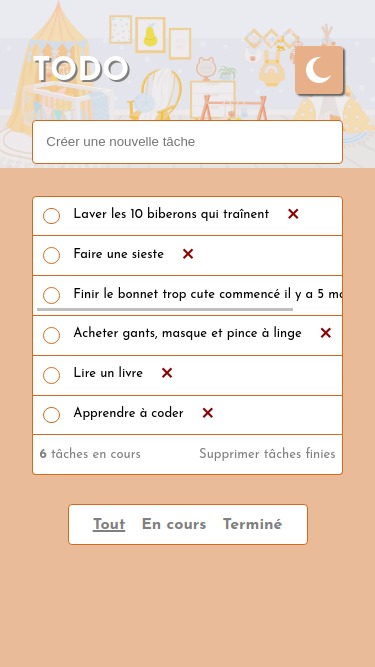 TODO
Créer une nouvelle tâche
Laver les 10 biberons qui traînent
Faire une sieste
Finir le bonnet trop cute commencé il y a 5 mo
Acheter gants, masque et pince à linge
Lire un livre
Apprendre à coder
6 tâches en cours
Supprimer tâches finies
Tout En cours Terminé